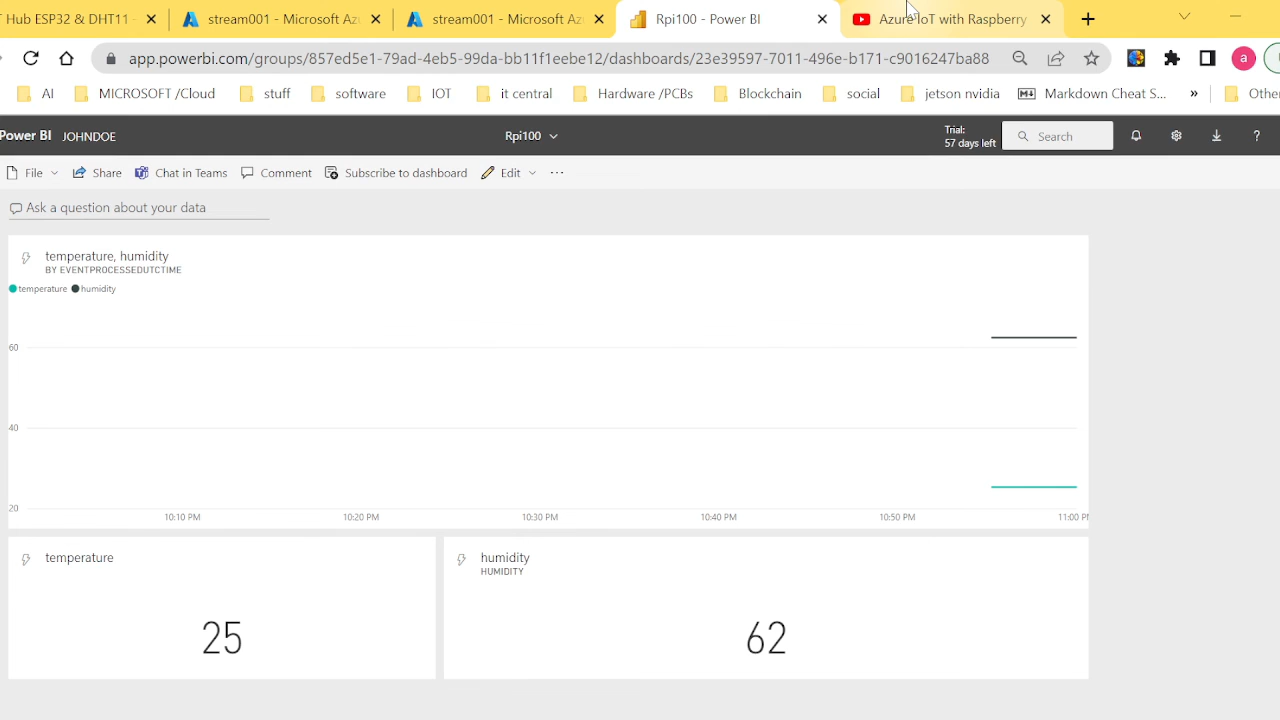 Hub ESP32 & DHT11 -
stream001 - Microsoft Az
stream001 - Microsoft Az
Rpi100 - Power BI
Azure IoT with Raspberry
app.powerbi.com/groups/857ed5e1-79ad-4eb5-99da-bb11f1eebe12/dashboards/23e39597-7011-496e-b171-c9016247ba88
a
AI
MICROSOFT /Cloud
stuff
software
IOT
it central
Hardware /PCBs
Blockchain
social
jetson nvidia
Markdown Cheat S...
»
Other
Power BI JOHNDOE
Rpi100
Trial:
57 days left
Search
?
File
Share
Chat in Teams
Comment
Subscribe to dashboard
Edit
...
Ask a question about your data
temperature, humidity
BY EVENTPROCESSEDUTCTIME
temperature humidity
60
40
20
10:10 PM 10:20 PM 10:30 PM 10:40 PM 10:50 PM 11:00 PM
temperature
25
humidity
HUMIDITY
62